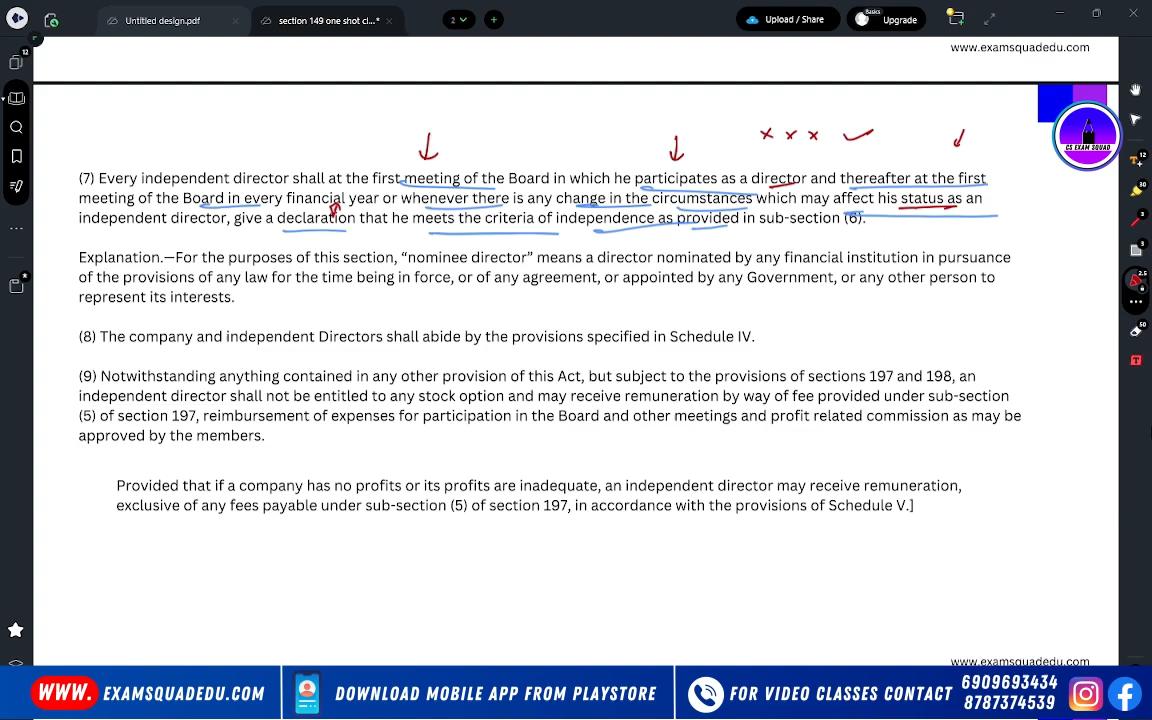 Untitled design.pdf
section 149 one shot cl...*
2
Upload / Share
Basics
Upgrade
www.examsquadedu.com
CS EXAM SQUAD
(7) Every independent director shall at the first meeting of the Board in which he participates as a director and thereafter at the first
meeting of the Board in every financial year or whenever there is any change in the circumstances which may affect his status as an
independent director, give a declaration that he meets the criteria of independence as provided in sub-section (6).
Explanation.—For the purposes of this section, “nominee director” means a director nominated by any financial institution in pursuance
of the provisions of any law for the time being in force, or of any agreement, or appointed by any Government, or any other person to
represent its interests.
(8) The company and independent Directors shall abide by the provisions specified in Schedule IV.
(9) Notwithstanding anything contained in any other provision of this Act, but subject to the provisions of sections 197 and 198, an
independent director shall not be entitled to any stock option and may receive remuneration by way of fee provided under sub-section
(5) of section 197, reimbursement of expenses for participation in the Board and other meetings and profit related commission as may be
approved by the members.
Provided that if a company has no profits or its profits are inadequate, an independent director may receive remuneration,
exclusive of any fees payable under sub-section (5) of section 197, in accordance with the provisions of Schedule V.]
www.examsquadedu.com
12
12
50
3
3
2.5
50
WWW. EXAMSQUADEDU.COM
DOWNLOAD MOBILE APP FROM PLAYSTORE
FOR VIDEO CLASSES CONTACT
6909693434
8787374539